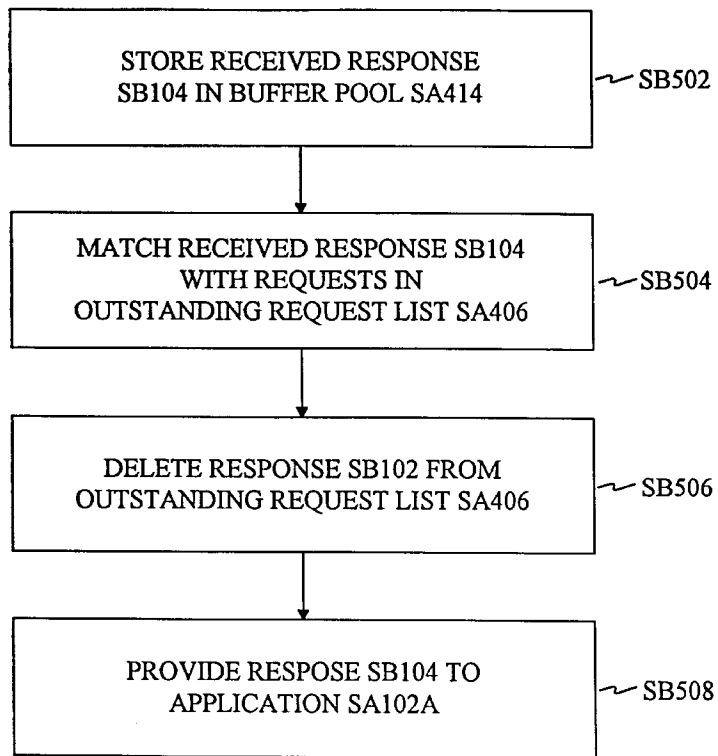 STORE RECEIVED RESPONSE
SB104 IN BUFFER POOL SA414
SB502
MATCH RECEIVED RESPONSE SB104
WITH REQUESTS IN
OUTSTANDING REQUEST LIST SA406
SB504
DELETE RESPONSE SB102 FROM
OUTSTANDING REQUEST LIST SA406
SB506
PROVIDE RESPOSE SB104 TO
APPLICATION SA102A
SB508